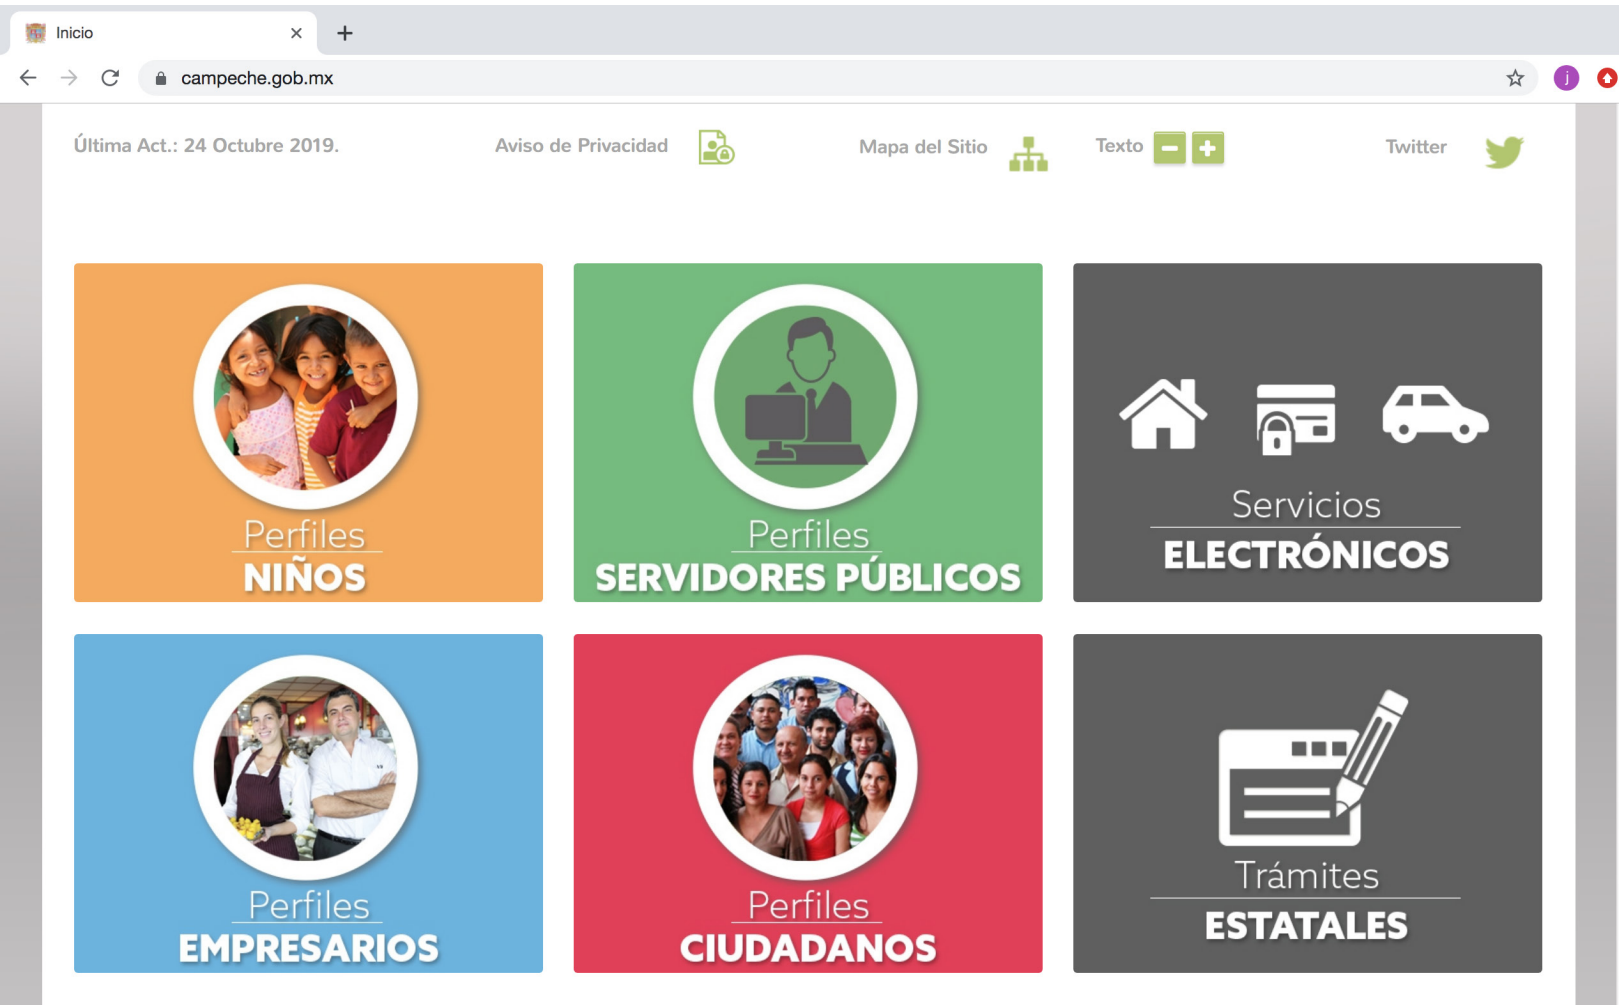 Inicio
campeche.gob.mx
j
Última Act.: 24 Octubre 2019.
Aviso de Privacidad
Mapa del Sitio
Texto
Twitter
Perfiles
NIÑOS
Perfiles
SERVIDORES PÚBLICOS
Servicios
ELECTRÓNICOS
Perfiles
EMPRESARIOS
Perfiles
CIUDADANOS
Trámites
ESTATALES